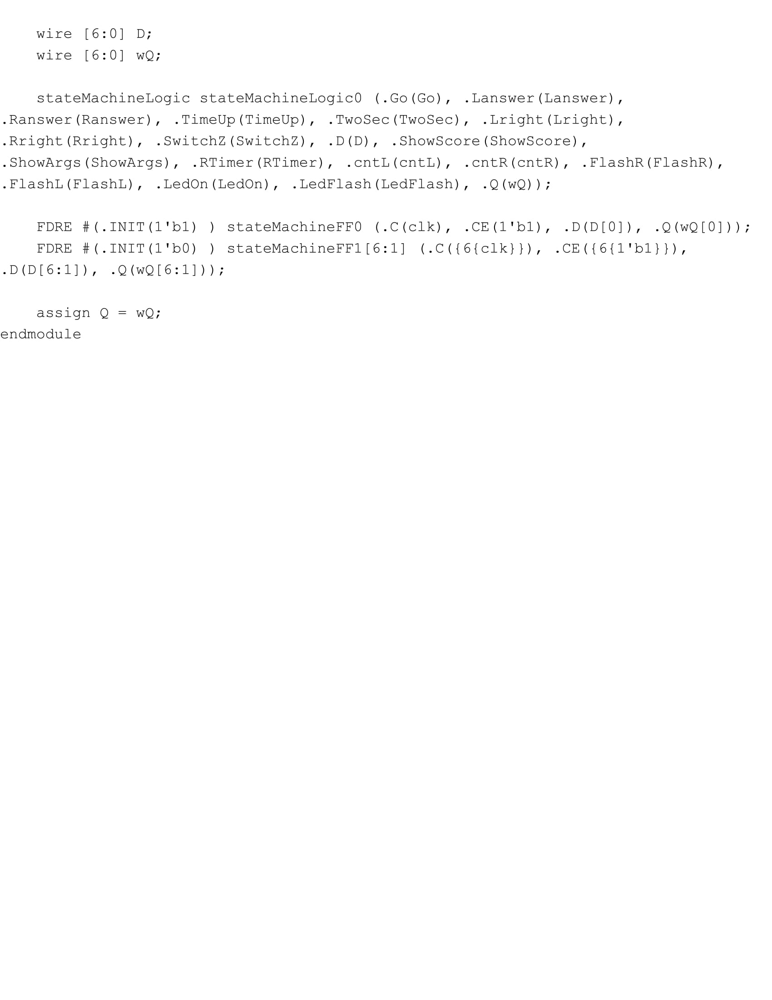 wire [6:0] D;
wire [6:0] wQ;
stateMachineLogic stateMachineLogic0 (.Go(Go), .Lanswer(Lanswer),
.Ranswer(Ranswer), .TimeUp(TimeUp), .TwoSec(TwoSec), .Lright(Lright),
.Rright(Rright), .SwitchZ(SwitchZ), .D(D), .ShowScore(ShowScore),
.ShowArgs(ShowArgs), .RTimer(RTimer), .cntL(cntL), .cntR(cntR), .FlashR(FlashR),
.FlashL(FlashL), .LedOn(LedOn), .LedFlash(LedFlash), .Q(wQ));
FDRE #(.INIT(1'b1) ) stateMachineFF0 (.C(clk), .CE(1'b1), .D(D[0]), .Q(wQ[0]));
FDRE #(.INIT(1'b0) ) stateMachineFF1[6:1] (.C({6{clk}}), .CE({6{1'b1}}),
.D(D[6:1]), .Q(wQ[6:1]));
assign Q = wQ;
endmodule